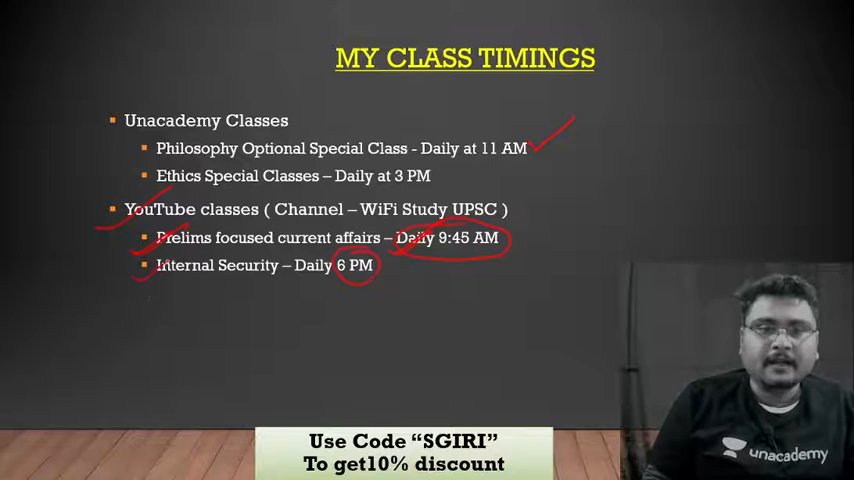 MY CLASS TIMINGS
Unacademy Classes
Philosophy Optional Special Class - Daily at 11 AM
Ethics Special Classes – Daily at 3 PM
YouTube classes ( Channel – WiFi Study UPSC )
Prelims focused current affairs – Daily 9:45 AM
Internal Security – Daily 6 PM
unacademy
Use Code “SGIRI”
To get10% discount